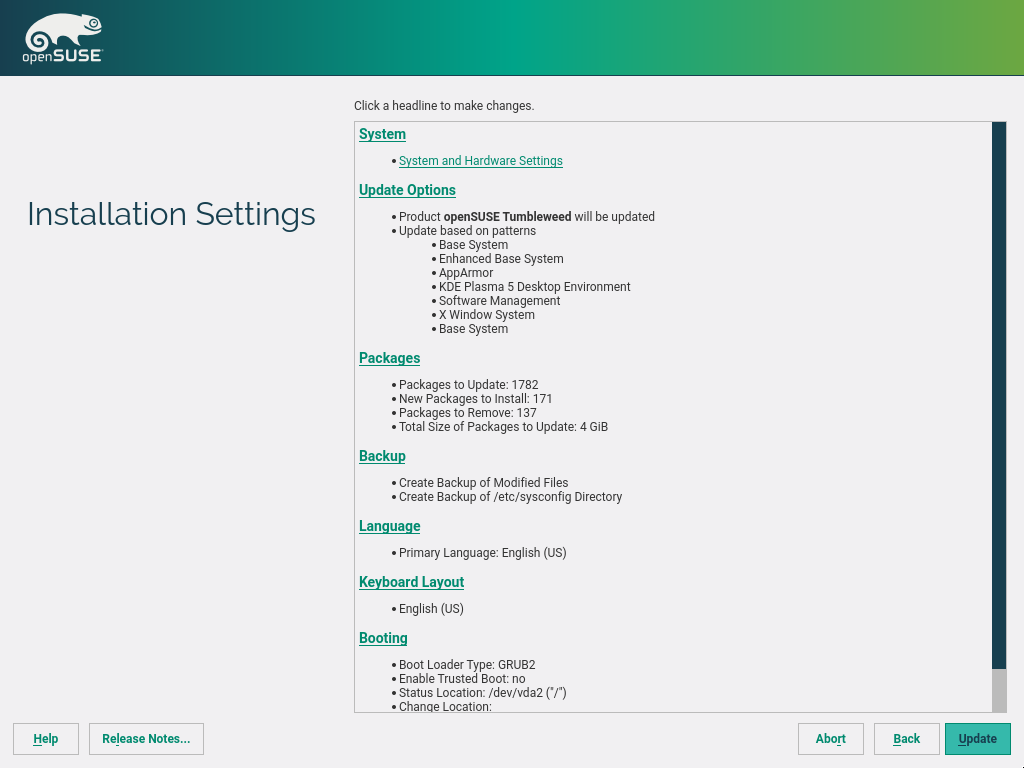 openSUSE
Click a headline to make changes.
Installation Settings
System
System and Hardware Settings
Update Options
Product openSUSE Tumbleweed will be updated
Update based on patterns
Base System
Enhanced Base System
AppArmor
KDE Plasma 5 Desktop Environment
Software Management
X Window System
Base System
Packages
Packages to Update: 1782
New Packages to Install: 171
Packages to Remove: 137
Total Size of Packages to Update: 4 GiB
Backup
Create Backup of Modified Files
Create Backup of /etc/sysconfig Directory
Language
Primary Language: English (US)
Keyboard Layout
English (US)
Booting
Boot Loader Type: GRUB2
Enable Trusted Boot: no
Status Location: /dev/vda2 ("/")
Change Location:
Help
Release Notes...
Abort
Back
Update